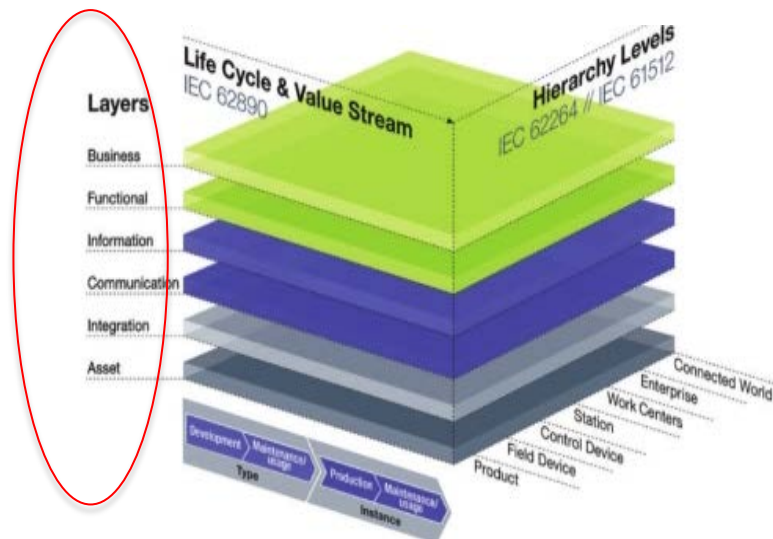 Life Cycle & Value Stream
IEC 62890
Hierarchy Levels
IEC 62264 // IEC 61512
Layers
Business
Functional
Information
Communication
Integration
Asset
Connected World
Enterprise
Work Centers
Station
Control Device
Field Device
Product
Development
Maintenance/
usage
Production
Maintenance/
usage
Type
Instance